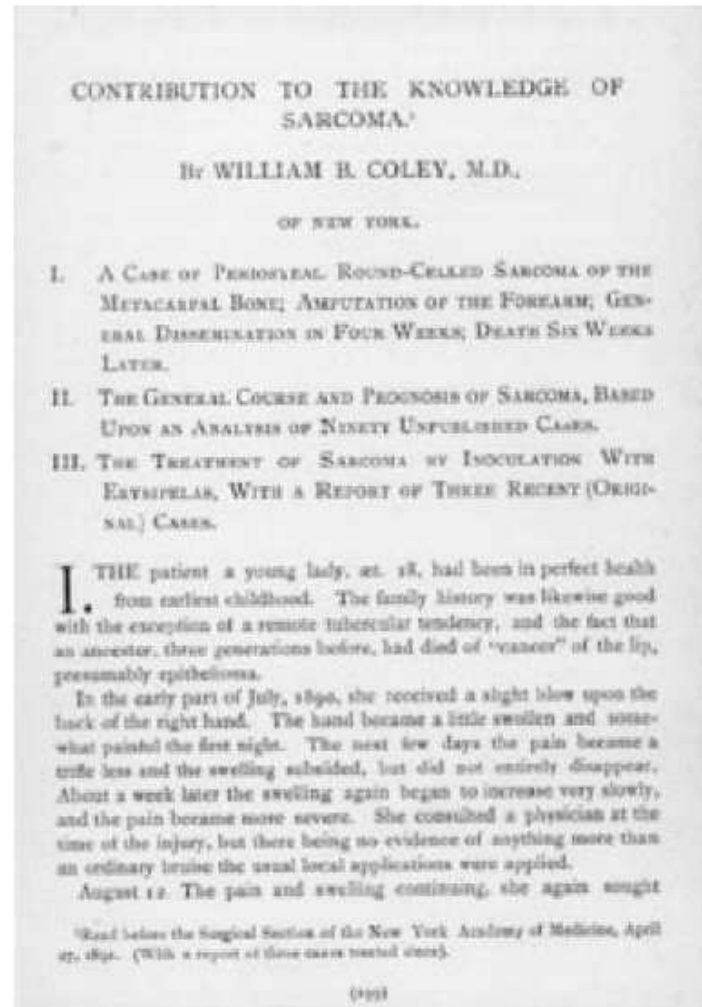 CONTRIBUTION TO THE KNOWLEDGE OF
SARCOMA.¹
By WILLIAM B. COLEY, M.D.,
OF NEW YORK.
I. A Case of Periosteal Round-Celled Sarcoma of the
Metacarpal Bone; Amputation of the Forearm; Gen-
eral Dissemination in Four Weeks; Death Six Weeks
Later.
II. The General Course and Prognosis of Sarcoma, Based
Upon an Analysis of Ninety Unpublished Cases.
III. The Treatment of Sarcoma by Inoculation With
Erysipelas, With a Report of Three Recent (Origi-
nal) Cases.
I. THE patient a young lady, æt. 18, had been in perfect health
from earliest childhood. The family history was likewise good
with the exception of a remote tubercular tendency, and the fact that
an ancestor, three generations before, had died of "cancer" of the lip,
presumably epithelioma.
In the early part of July, 1890, she received a slight blow upon the
back of the right hand. The hand became a little swollen and some-
what painful the first night. The next few days the pain became a
trifle less and the swelling subsided, but did not entirely disappear.
About a week later the swelling again began to increase very slowly,
and the pain became more severe. She consulted a physician at the
time of the injury, but there being no evidence of anything more than
an ordinary bruise the usual local applications were applied.
August 12. The pain and swelling continuing, she again sought
¹Read before the Surgical Section of the New York Academy of Medicine, April
27, 1891. (With a report of three cases treated since).
(199)